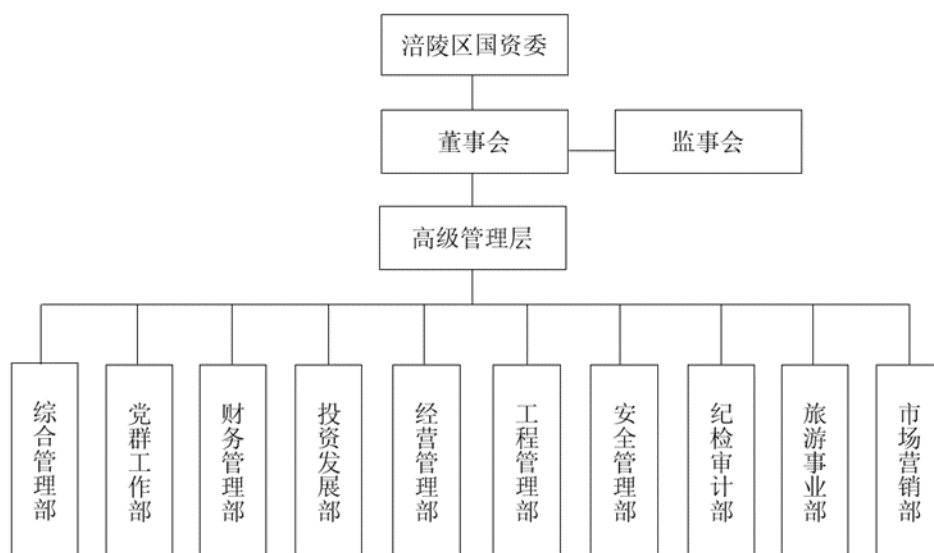 涪陵区国资委
董事会
监事会
高级管理层
综合管理部
党群工作部
财务管理部
投资发展部
经营管理部
工程管理部
安全管理部
纪检审计部
旅游事业部
市场营销部